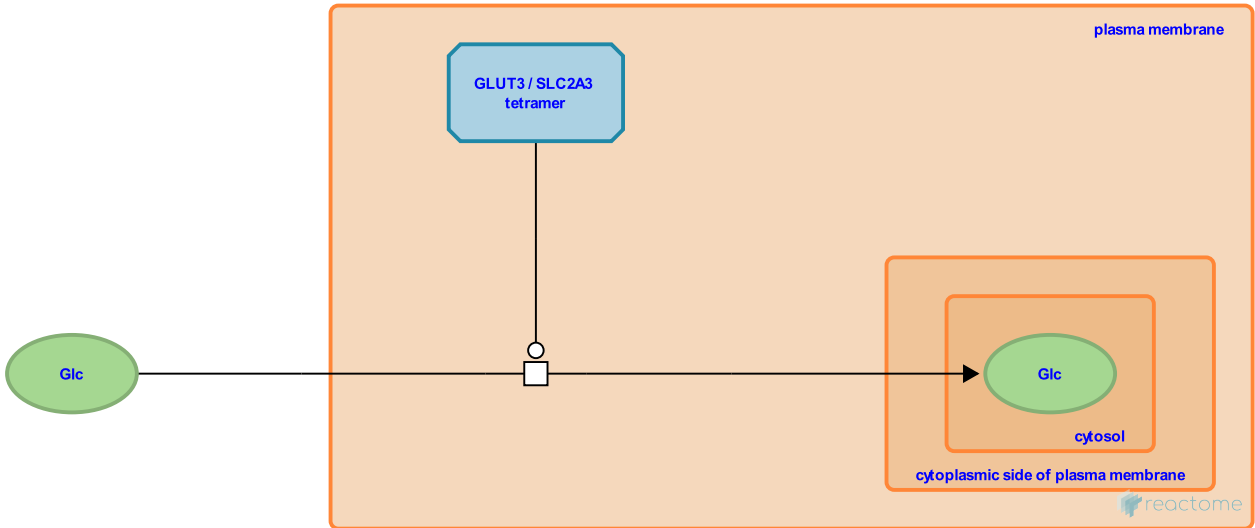 plasma membrane
GLUT3 / SLC2A3
tetramer
Glc
Glc
cytosol
cytoplasmic side of plasma membrane
reactome